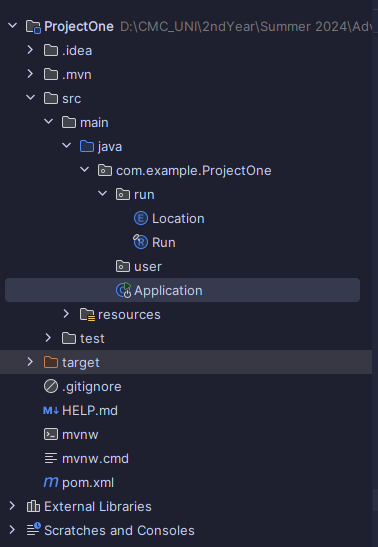 ProjectOne D:\CMC_UNI\2ndYear\Summer 2024\Adv
.idea
.mvn
src
main
java
com.example.ProjectOne
run
E Location
R Run
user
Application
resources
test
target
.gitignore
M↓ HELP.md
mvnw
mvnw.cmd
m pom.xml
External Libraries
Scratches and Consoles